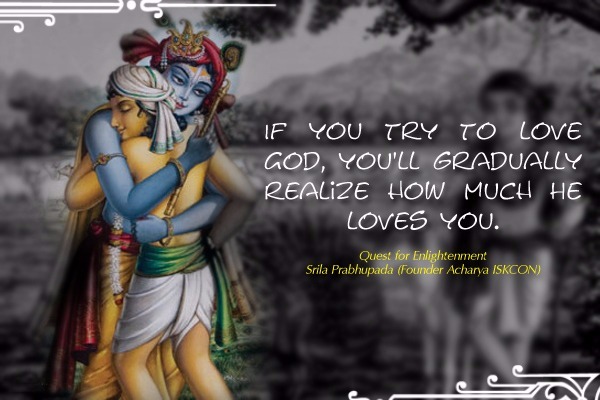 IF YOU TRY TO LOVE
GOD, YOU'LL GRADUALLY
REALIZE HOW MUCH HE
LOVES YOU.
Quest for Enlightenment
Srila Prabhupada (Founder Acharya ISKCON)